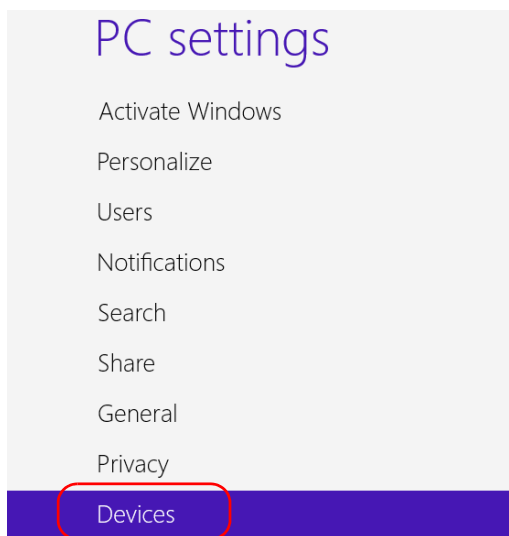 PC settings
Activate Windows
Personalize
Users
Notifications
Search
Share
General
Privacy
Devices